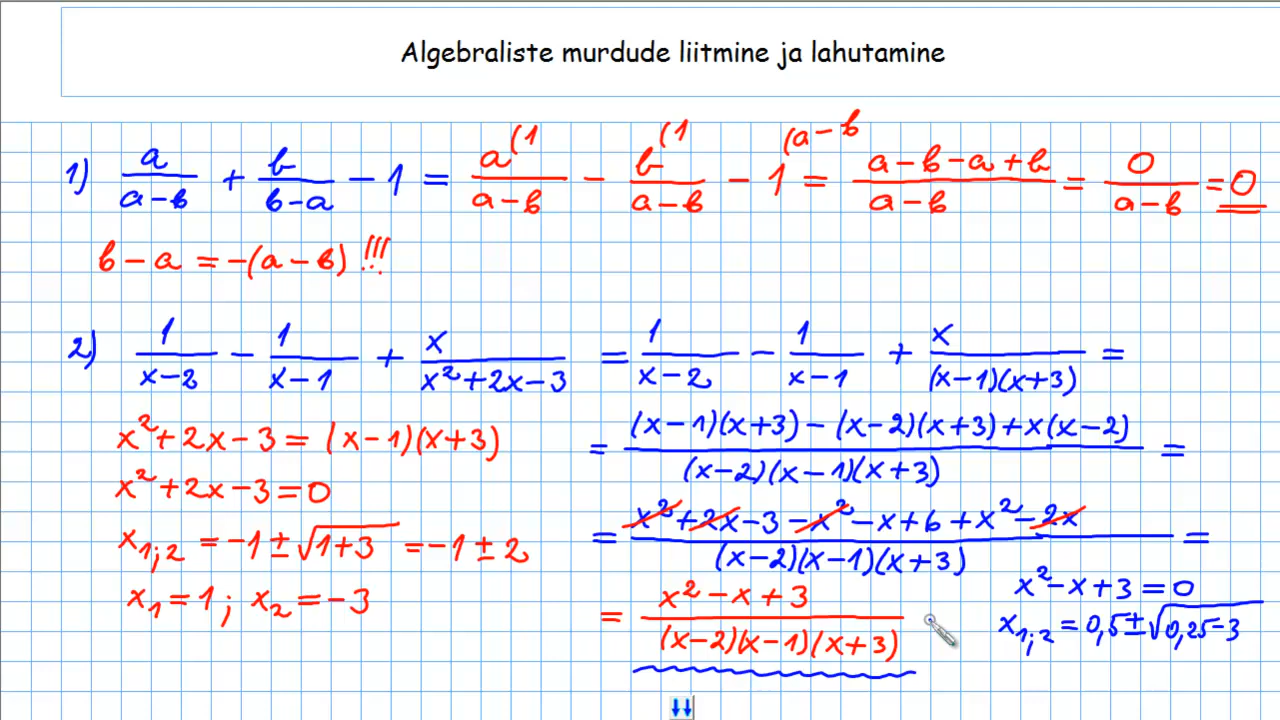 Algebraliste murdude liitmine ja lahutamine
1) a/(a-b) + b/(b-a) - 1 = a(1/(a-b) - b(1/(a-b) - 1(a-b = (a-b-a+b)/(a-b) = 0/(a-b) = 0
b-a = -(a-b) !!!
2) 1/(x-2) - 1/(x-1) + x/(x²+2x-3) = 1/(x-2) - 1/(x-1) + x/((x-1)(x+3)) =
x²+2x-3 = (x-1)(x+3)
x²+2x-3=0
x₁;₂ = -1±√(1+3) = -1±2
x₁=1; x₂=-3
= ((x-1)(x+3)-(x-2)(x+3)+x(x-2))/((x-2)(x-1)(x+3)) =
= (x²+2x-3-x²-x+6+x²-2x)/((x-2)(x-1)(x+3)) =
= (x²-x+3)/((x-2)(x-1)(x+3))
x²-x+3=0
x₁;₂ = 0,5±√(0,25-3)